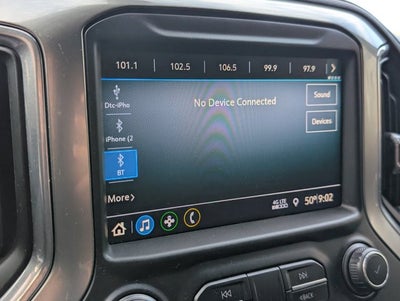 101.1 102.5 106.5 99.9 97.9
Dtc-iPho
No Device Connected
Sound
iPhone (2
Devices
BT
More
4G LTE
50° 9:02
BACK